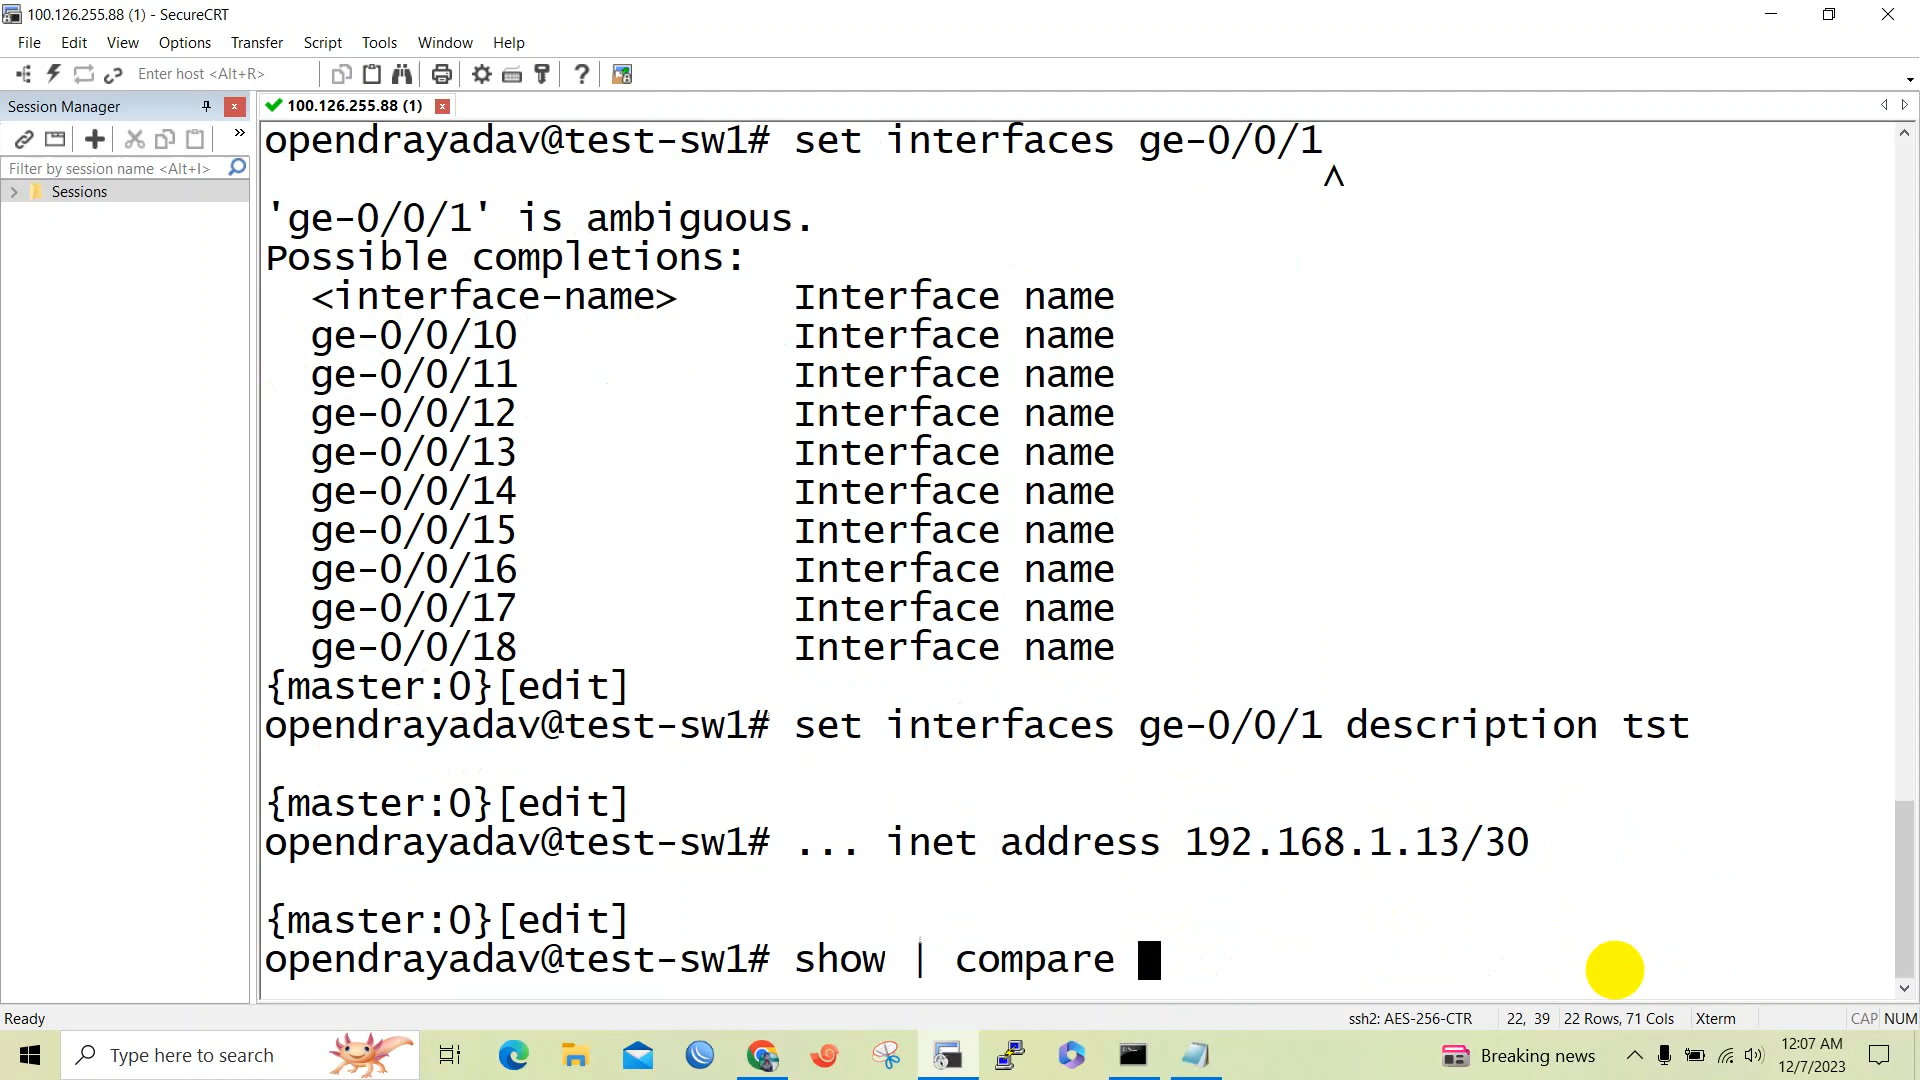 100.126.255.88 (1) - SecureCRT
File Edit View Options Transfer Script Tools Window Help
Enter host <Alt+R>
Session Manager
100.126.255.88 (1)
Filter by session name <Alt+I>
Sessions
opendrayadav@test-sw1# set interfaces ge-0/0/1
^
'ge-0/0/1' is ambiguous.
Possible completions:
<interface-name> Interface name
ge-0/0/10 Interface name
ge-0/0/11 Interface name
ge-0/0/12 Interface name
ge-0/0/13 Interface name
ge-0/0/14 Interface name
ge-0/0/15 Interface name
ge-0/0/16 Interface name
ge-0/0/17 Interface name
ge-0/0/18 Interface name
{master:0}[edit]
opendrayadav@test-sw1# set interfaces ge-0/0/1 description tst
{master:0}[edit]
opendrayadav@test-sw1# ... inet address 192.168.1.13/30
{master:0}[edit]
opendrayadav@test-sw1# show | compare
Ready ssh2: AES-256-CTR 22, 39 22 Rows, 71 Cols Xterm CAP NUM
Type here to search
Breaking news
12:07 AM
12/7/2023